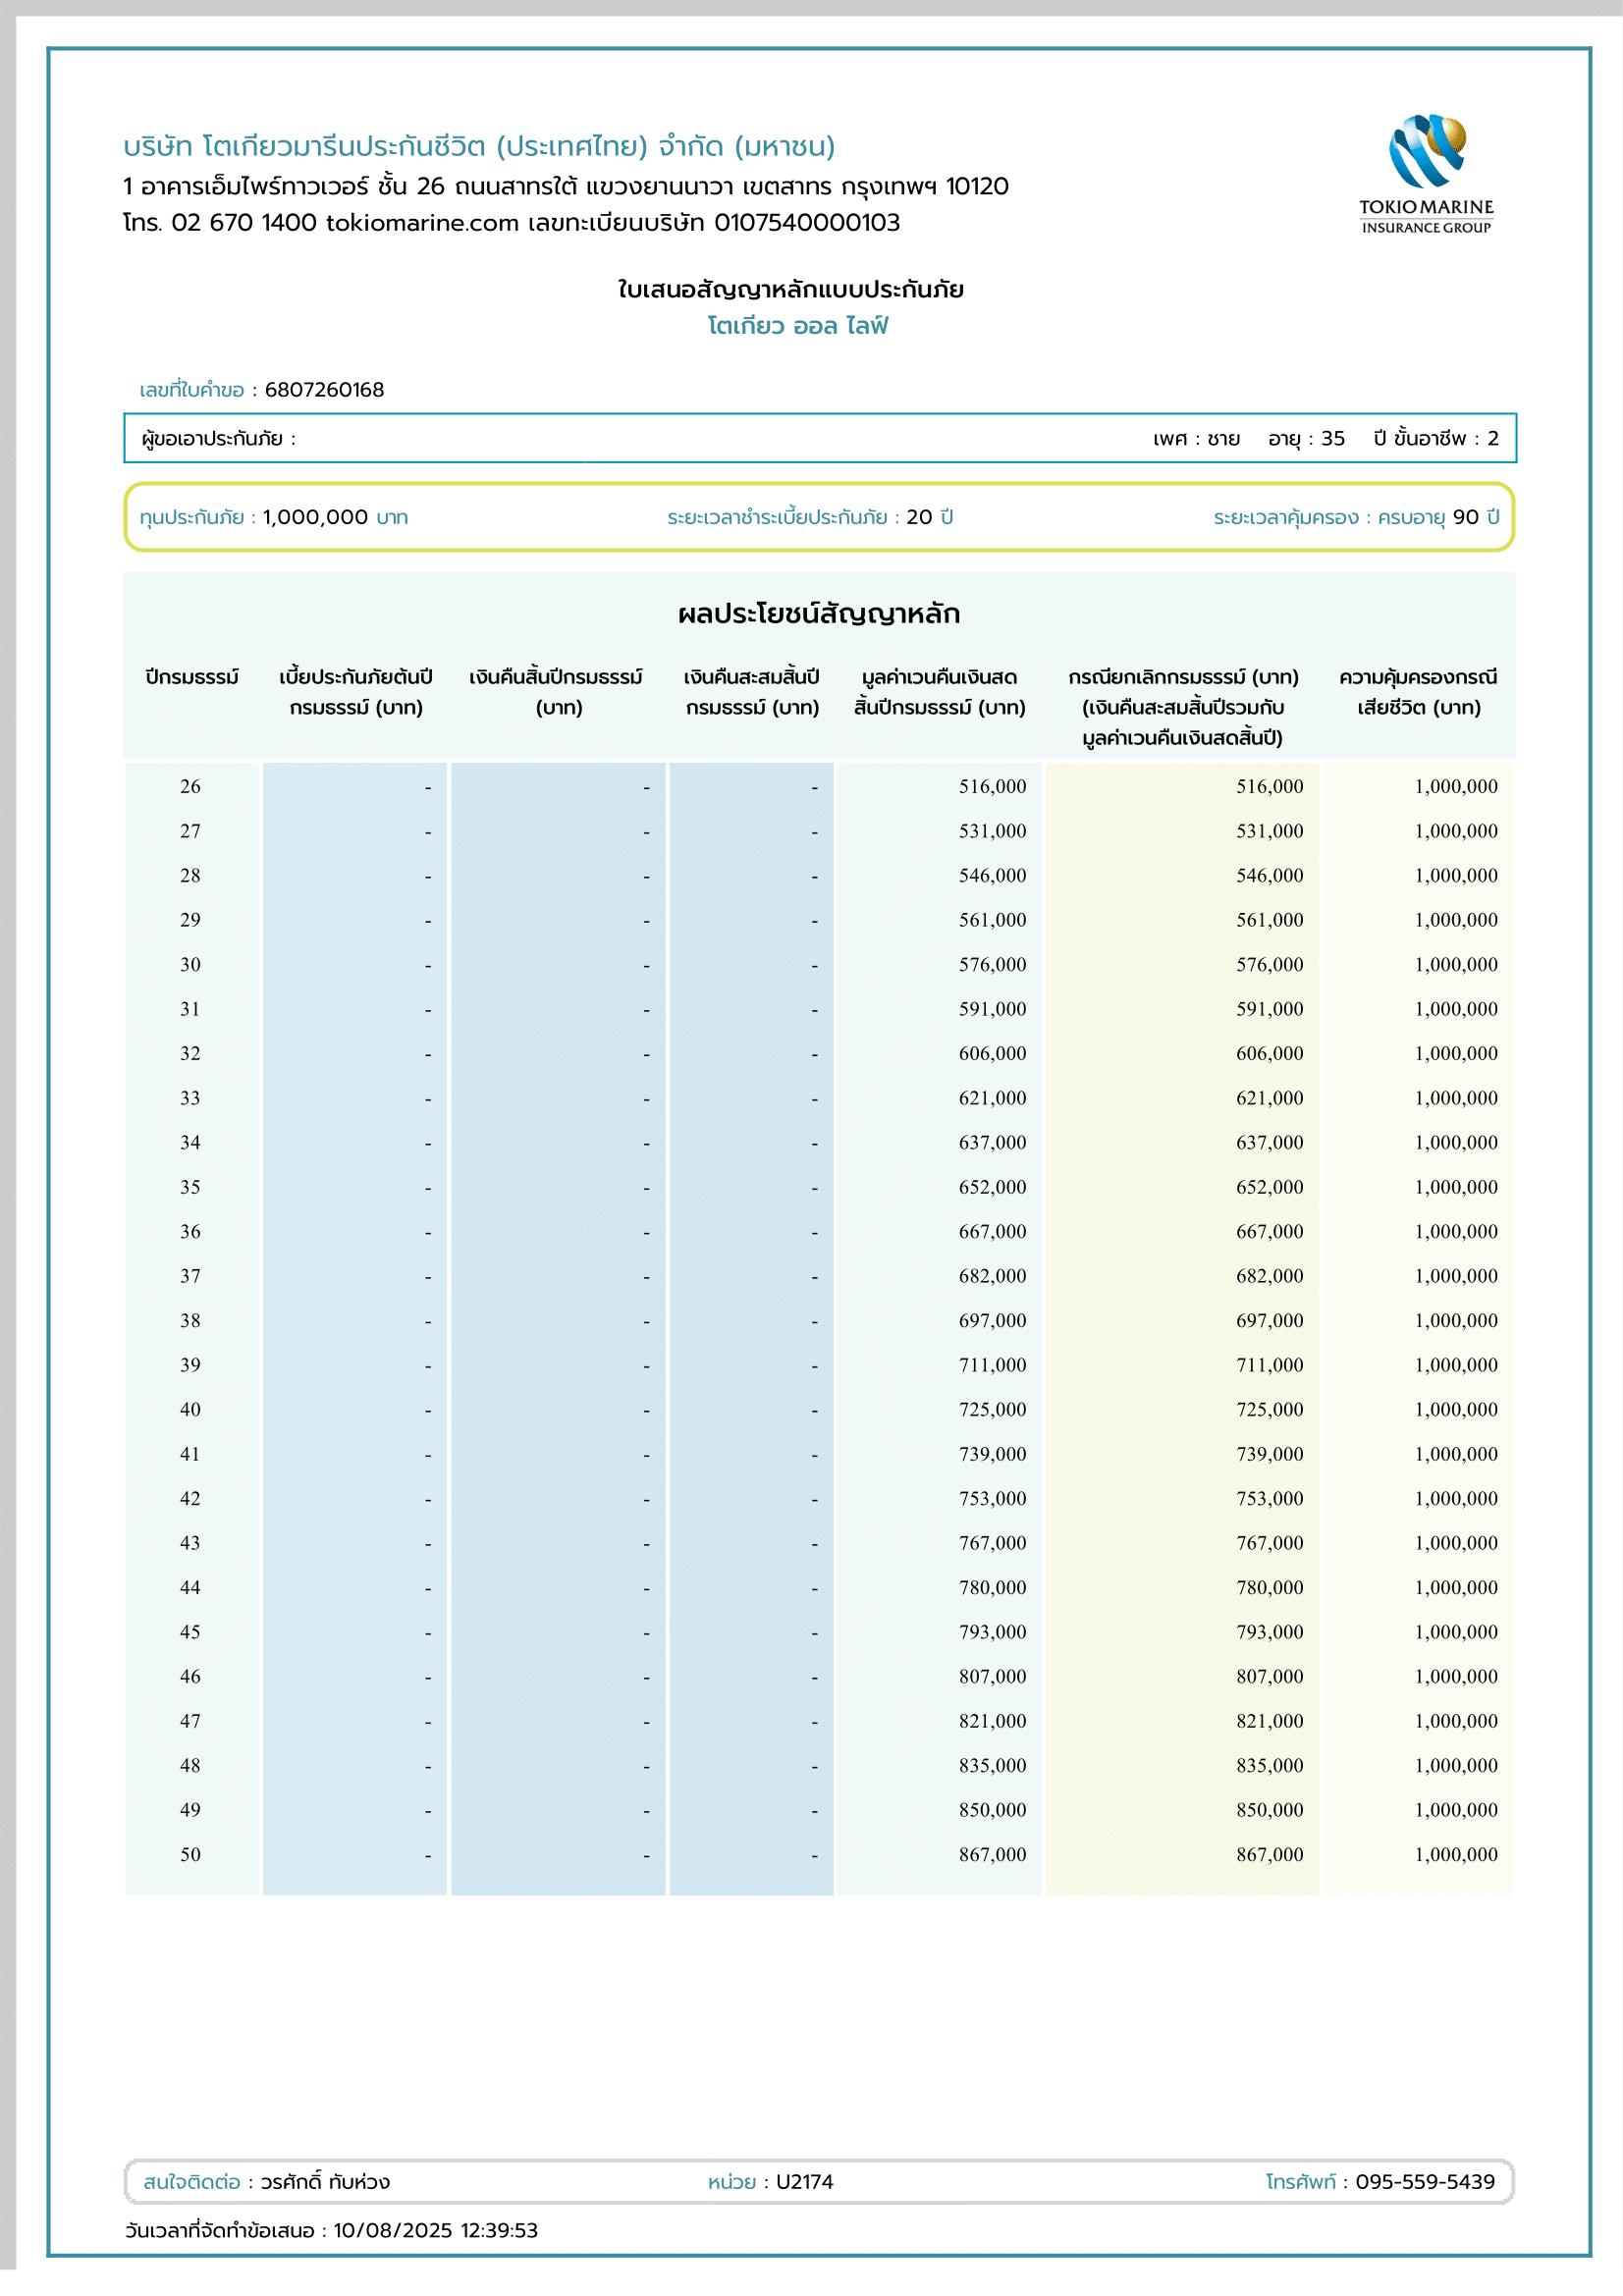 บริษัท โตเกียวมารีนประกันชีวิต (ประเทศไทย) จำกัด (มหาชน)
1 อาคารเอ็มไพร์ทาวเวอร์ ชั้น 26 ถนนสาทรใต้ แขวงยานนาวา เขตสาทร กรุงเทพฯ 10120
โทร. 02 670 1400 tokiomarine.com เลขทะเบียนบริษัท 0107540000103
TOKIO MARINE
INSURANCE GROUP
ใบเสนอสัญญาหลักแบบประกันภัย
โตเกียว ออล ไลฟ์
เลขที่ใบคำขอ : 6807260168
ผู้ขอเอาประกันภัย : เพศ : ชาย อายุ : 35 ปี ขั้นอาชีพ : 2
ทุนประกันภัย : 1,000,000 บาท ระยะเวลาชำระเบี้ยประกันภัย : 20 ปี ระยะเวลาคุ้มครอง : ครบอายุ 90 ปี
ผลประโยชน์สัญญาหลัก
ปีกรมธรรม์ เบี้ยประกันภัยต้นปี เงินคืนสิ้นปีกรมธรรม์ เงินคืนสะสมสิ้นปี มูลค่าเวนคืนเงินสด กรณียกเลิกกรมธรรม์ (บาท) ความคุ้มครองกรณี
กรมธรรม์ (บาท) (บาท) กรมธรรม์ (บาท) สิ้นปีกรมธรรม์ (บาท) (เงินคืนสะสมสิ้นปีรวมกับ เสียชีวิต (บาท)
มูลค่าเวนคืนเงินสดสิ้นปี)
26 - - - 516,000 516,000 1,000,000
27 - - - 531,000 531,000 1,000,000
28 - - - 546,000 546,000 1,000,000
29 - - - 561,000 561,000 1,000,000
30 - - - 576,000 576,000 1,000,000
31 - - - 591,000 591,000 1,000,000
32 - - - 606,000 606,000 1,000,000
33 - - - 621,000 621,000 1,000,000
34 - - - 637,000 637,000 1,000,000
35 - - - 652,000 652,000 1,000,000
36 - - - 667,000 667,000 1,000,000
37 - - - 682,000 682,000 1,000,000
38 - - - 697,000 697,000 1,000,000
39 - - - 711,000 711,000 1,000,000
40 - - - 725,000 725,000 1,000,000
41 - - - 739,000 739,000 1,000,000
42 - - - 753,000 753,000 1,000,000
43 - - - 767,000 767,000 1,000,000
44 - - - 780,000 780,000 1,000,000
45 - - - 793,000 793,000 1,000,000
46 - - - 807,000 807,000 1,000,000
47 - - - 821,000 821,000 1,000,000
48 - - - 835,000 835,000 1,000,000
49 - - - 850,000 850,000 1,000,000
50 - - - 867,000 867,000 1,000,000
สนใจติดต่อ : วรศักดิ์ ทับห่วง หน่วย : U2174 โทรศัพท์ : 095-559-5439
วันเวลาที่จัดทำข้อเสนอ : 10/08/2025 12:39:53